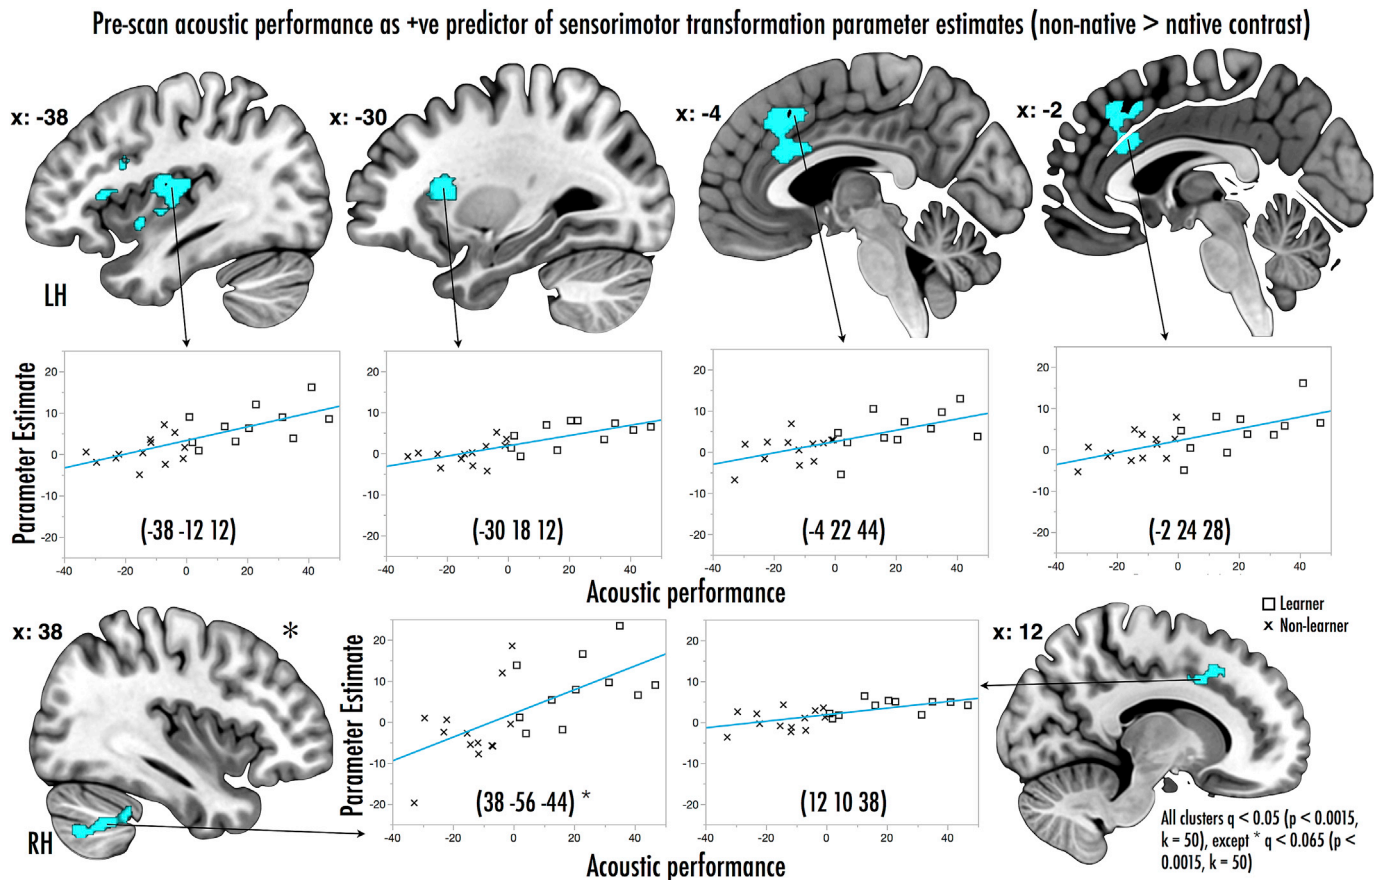 Pre-scan acoustic performance as +ve predictor of sensorimotor transformation parameter estimates (non-native > native contrast)
x: -38
x: -30
x: -4
x: -2
LH
Parameter Estimate
20
10
0
-10
-20
(-38 -12 12)
-40
-20
0
20
40
20
10
0
-10
-20
(-30 18 12)
-40
-20
0
20
40
20
10
0
-10
-20
(-4 22 44)
-40
-20
0
20
40
20
10
0
-10
-20
(-2 24 28)
-40
-20
0
20
40
Acoustic performance
x: 38
*
RH
Parameter Estimate
20
10
0
-10
-20
(38 -56 -44) *
-40
-20
0
20
40
(12 10 38)
-40
-20
0
20
40
Acoustic performance
x: 12
Learner
× Non-learner
All clusters q < 0.05 (p < 0.0015,
k = 50), except * q < 0.065 (p <
0.0015, k = 50)